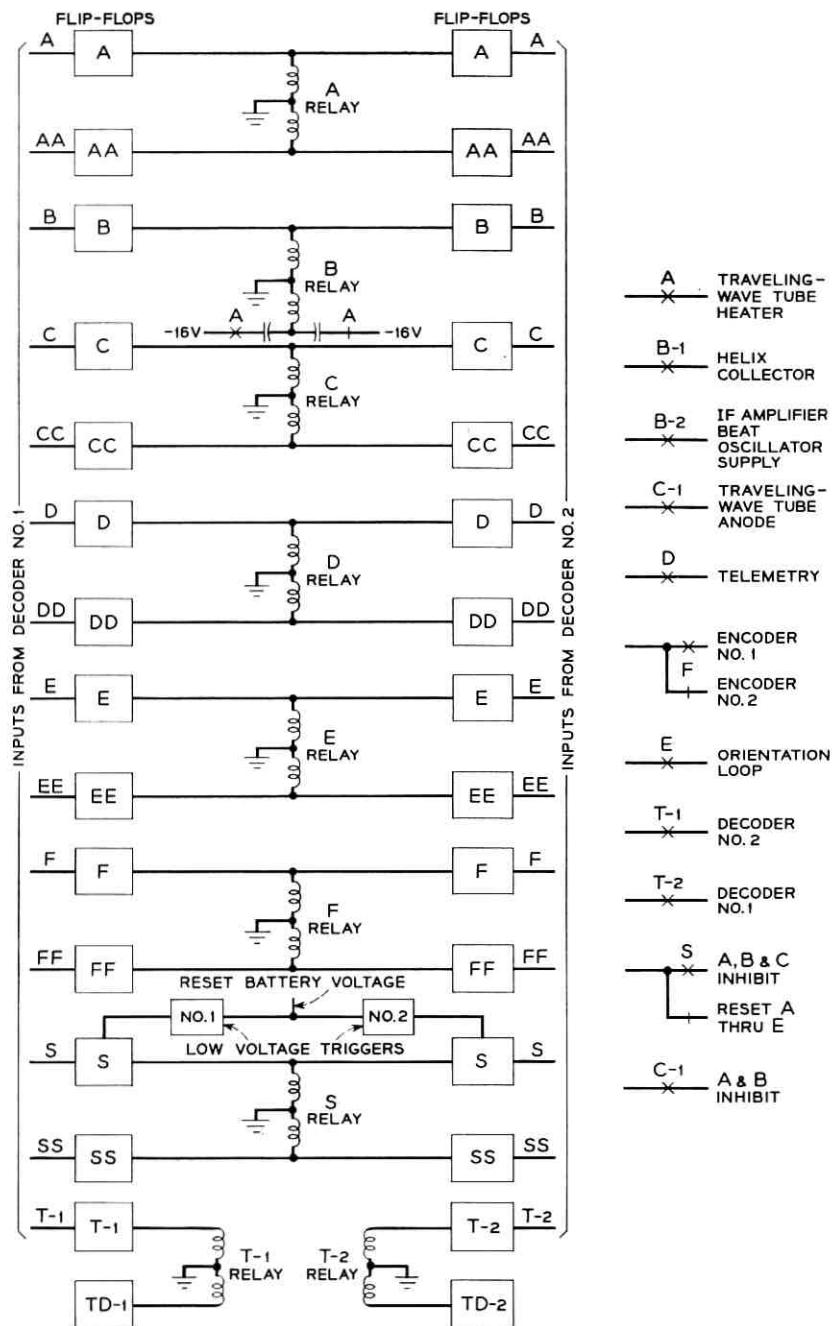 FLIP-FLOPS
FLIP-FLOPS
A
A
A
A
A
RELAY
AA
AA
AA
AA
B
B
B
B
B
RELAY
-16V
A
A
-16V
C
C
C
C
C
RELAY
CC
CC
CC
CC
D
D
D
D
D
RELAY
DD
DD
DD
DD
E
E
E
E
E
RELAY
EE
EE
EE
EE
F
F
F
F
F
RELAY
FF
FF
FF
FF
RESET BATTERY VOLTAGE
NO.1
NO.2
LOW VOLTAGE TRIGGERS
S
S
S
S
S
RELAY
SS
SS
SS
SS
T-1
T-1
T-2
T-2
T-1
RELAY
T-2
RELAY
TD-1
TD-2
INPUTS FROM DECODER NO.1
INPUTS FROM DECODER NO.2
A
TRAVELING-
WAVE TUBE
HEATER
B-1
HELIX
COLLECTOR
B-2
IF AMPLIFIER
BEAT
OSCILLATOR
SUPPLY
C-1
TRAVELING-
WAVE TUBE
ANODE
D
TELEMETRY
ENCODER
NO.1
F
ENCODER
NO.2
E
ORIENTATION
LOOP
T-1
DECODER
NO.2
T-2
DECODER
NO.1
S
A, B & C
INHIBIT
RESET A
THRU E
C-1
A & B
INHIBIT